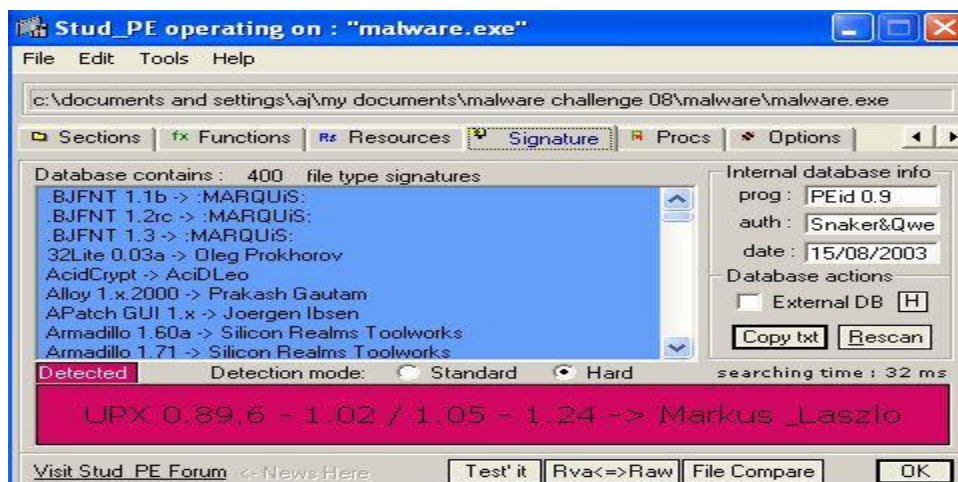 Stud_PE operating on : "malware.exe"
File Edit Tools Help
c:\documents and settings\aj\my documents\malware challenge 08\malware\malware.exe
Sections fx Functions Rs Resources Signature Procs Options
Database contains : 400 file type signatures
.BJFNT 1.1b -> :MARQUiS:
.BJFNT 1.2rc -> :MARQUiS:
.BJFNT 1.3 -> :MARQUiS:
32Lite 0.03a -> Oleg Prokhorov
AcidCrypt -> AciDLeo
Alloy 1.x.2000 -> Prakash Gautam
APatch GUI 1.x -> Joergen Ibsen
Armadillo 1.60a -> Silicon Realms Toolworks
Armadillo 1.71 -> Silicon Realms Toolworks
Internal database info
prog : PEid 0.9
auth : Snaker&Qwe
date : 15/08/2003
Database actions
External DB H
Copy txt Rescan
Detected Detection mode: Standard Hard searching time : 32 ms
UPX 0.89.6 - 1.02 / 1.05 - 1.24 -> Markus _Laszlo
Visit Stud_PE Forum <- News Here Test' it Rva<=>Raw File Compare OK